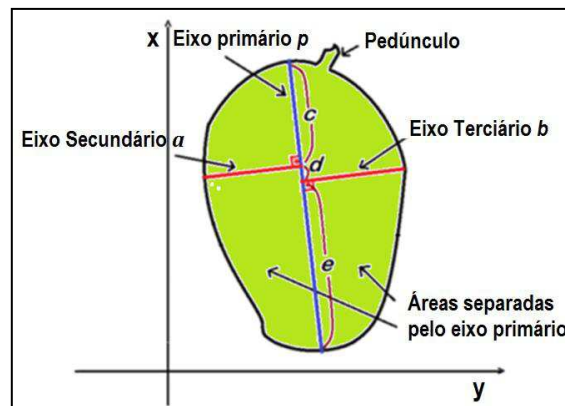 x
Eixo primário p
Pedúnculo
c
Eixo Secundário a
d
Eixo Terciário b
e
Áreas separadas
pelo eixo primário
y